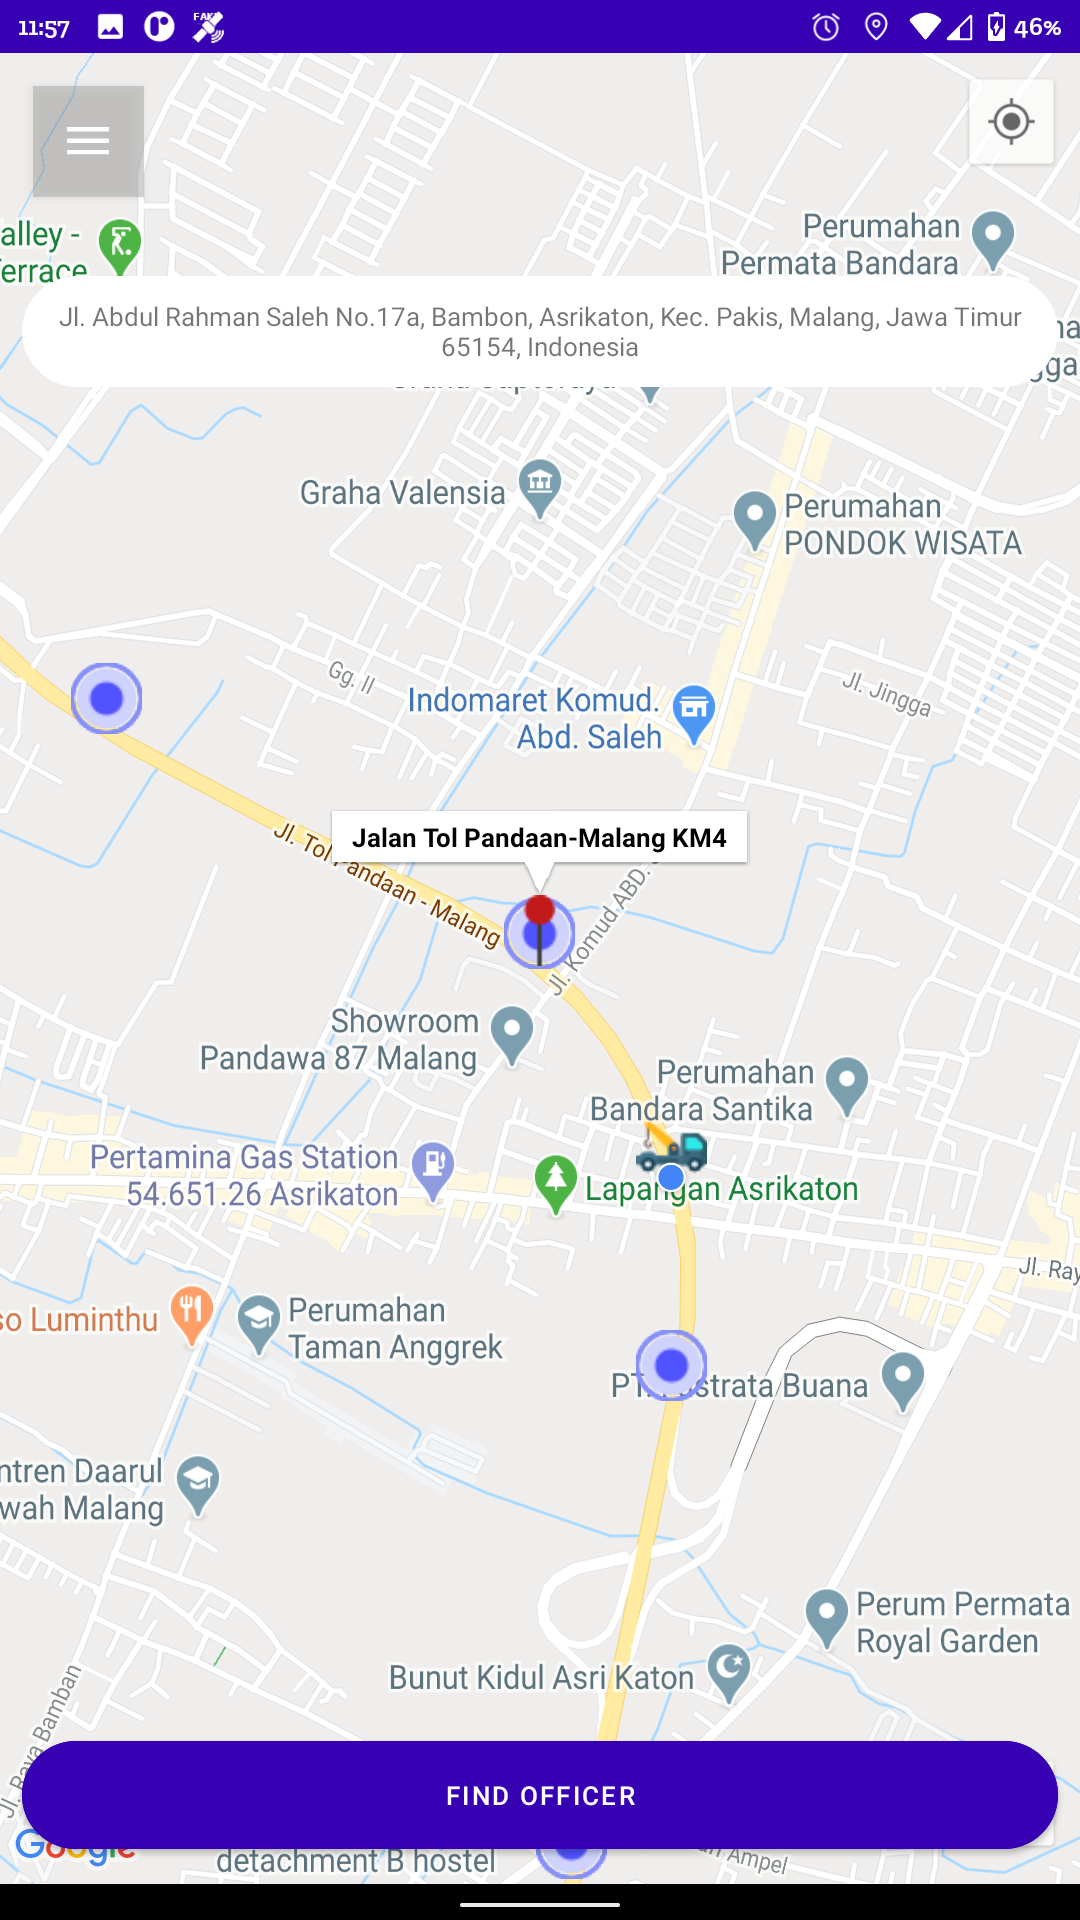 11:57
FAKE
46%
alley -
Terrace
Perumahan
Permata Bandara
Jl. Abdul Rahman Saleh No.17a, Bambon, Asrikaton, Kec. Pakis, Malang, Jawa Timur
65154, Indonesia
Graha Valensia
Perumahan
PONDOK WISATA
Gg. II
Jl. Jingga
Indomaret Komud.
Abd. Saleh
Jalan Tol Pandaan-Malang KM4
Jl. Tol Pandaan - Malang
Jl. Komud ABD.
Showroom
Pandawa 87 Malang
Perumahan
Bandara Santika
Pertamina Gas Station
54.651.26 Asrikaton
Lapangan Asrikaton
Jl. Ray
so Luminthu
Perumahan
Taman Anggrek
Buana
ntren Daarul
wah Malang
Perum Permata
Royal Garden
Bunut Kidul Asri Katon
Jl. Raya Bamban
FIND OFFICER
Google
detachment B hostel
Ampel